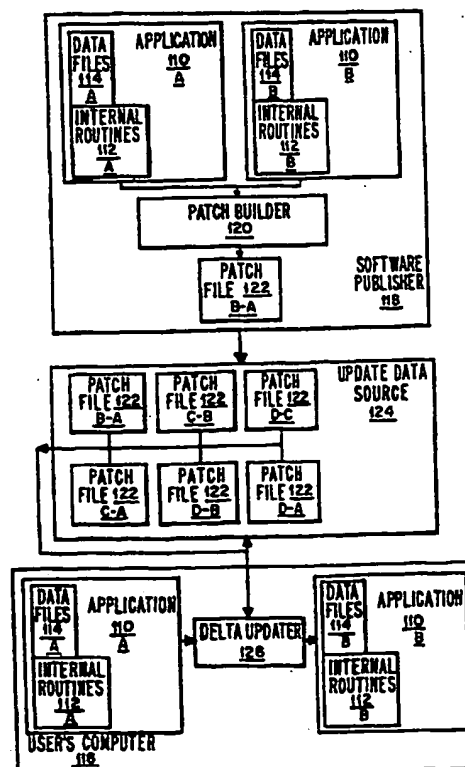 DATA
FILES
114
A
APPLICATION
110
A
INTERNAL
ROUTINES
112
A
DATA
FILES
114
B
APPLICATION
110
B
INTERNAL
ROUTINES
112
B
PATCH BUILDER
120
PATCH
FILE 122
B-A
SOFTWARE
PUBLISHER
118
UPDATE DATA
SOURCE
124
PATCH
FILE 122
B-A
PATCH
FILE 122
C-B
PATCH
FILE 122
D-C
PATCH
FILE 122
C-A
PATCH
FILE 122
D-B
PATCH
FILE 122
D-A
DATA
FILES
114
A
APPLICATION
110
A
INTERNAL
ROUTINES
112
A
USER'S COMPUTER
116
DELTA UPDATER
126
DATA
FILES
114
B
APPLICATION
110
B
INTERNAL
ROUTINES
112
B